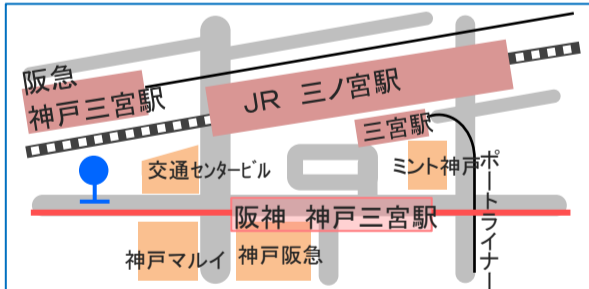 阪急
神戸三宮駅
JR 三ノ宮駅
三宮駅
交通センタービル
ミント神戸
ポートライナー
阪神 神戸三宮駅
神戸マルイ
神戸阪急